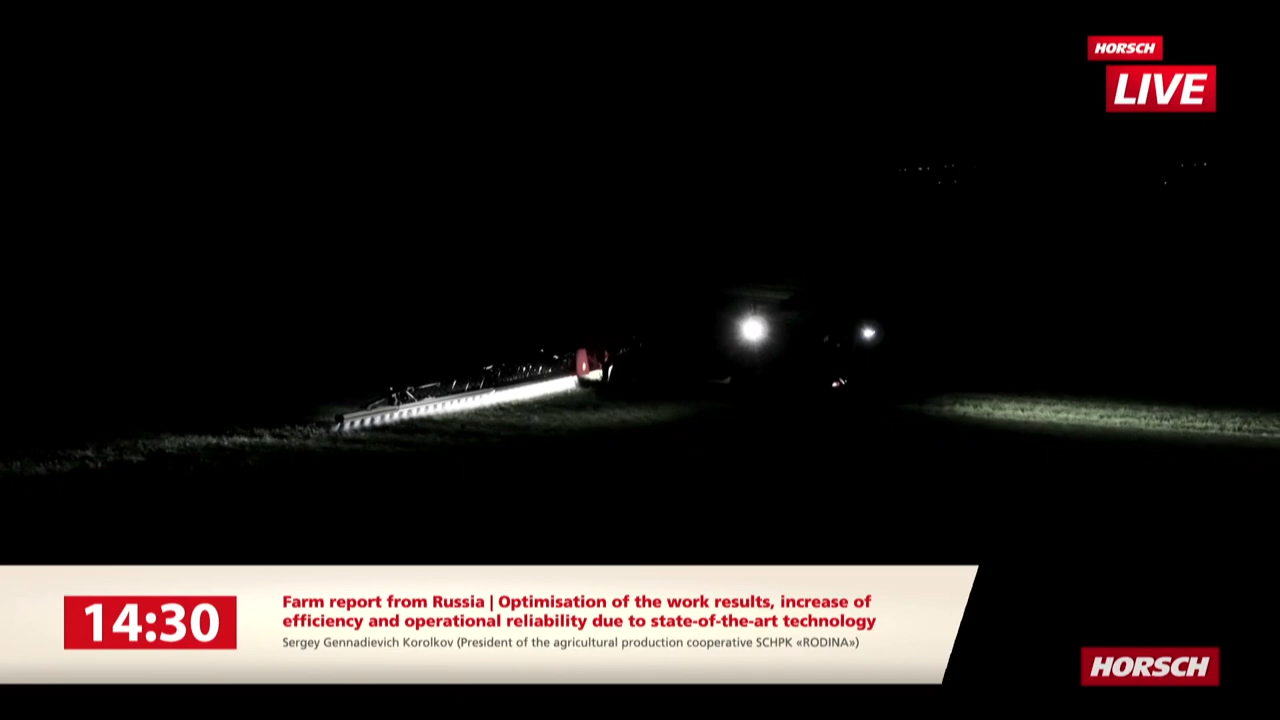 HORSCH
LIVE
14:30
Farm report from Russia | Optimisation of the work results, increase of
efficiency and operational reliability due to state-of-the-art technology
Sergey Gennadievich Korolkov (President of the agricultural production cooperative SCHPK «RODINA»)
HORSCH